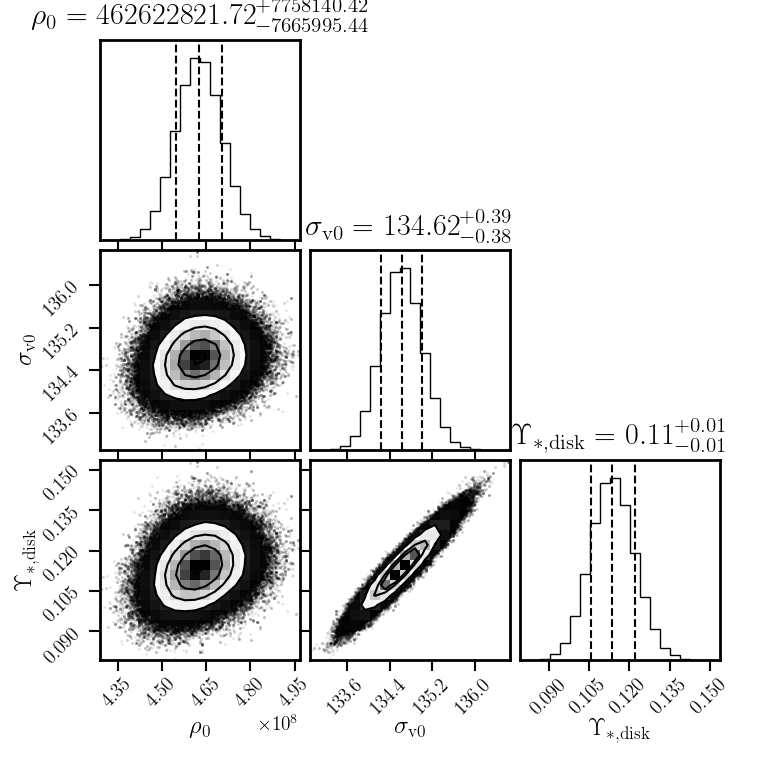 ρ₀ = 462622821.72 +7758140.42 −7665995.44
σᵥ₀ = 134.62 +0.39 −0.38
136.0
135.2
134.4
133.6
σᵥ₀
ϒ*,disk = 0.11 +0.01 −0.01
0.150
0.135
0.120
0.105
0.090
ϒ*,disk
4.35 4.50 4.65 4.80 4.95
×10⁸
ρ₀
133.6 134.4 135.2 136.0
σᵥ₀
0.090 0.105 0.120 0.135 0.150
ϒ*,disk